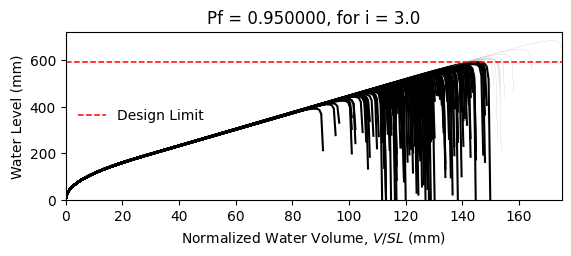 Pf = 0.950000, for i = 3.0
Water Level (mm)
600
400
200
0
Design Limit
0 20 40 60 80 100 120 140 160
Normalized Water Volume, V/SL (mm)